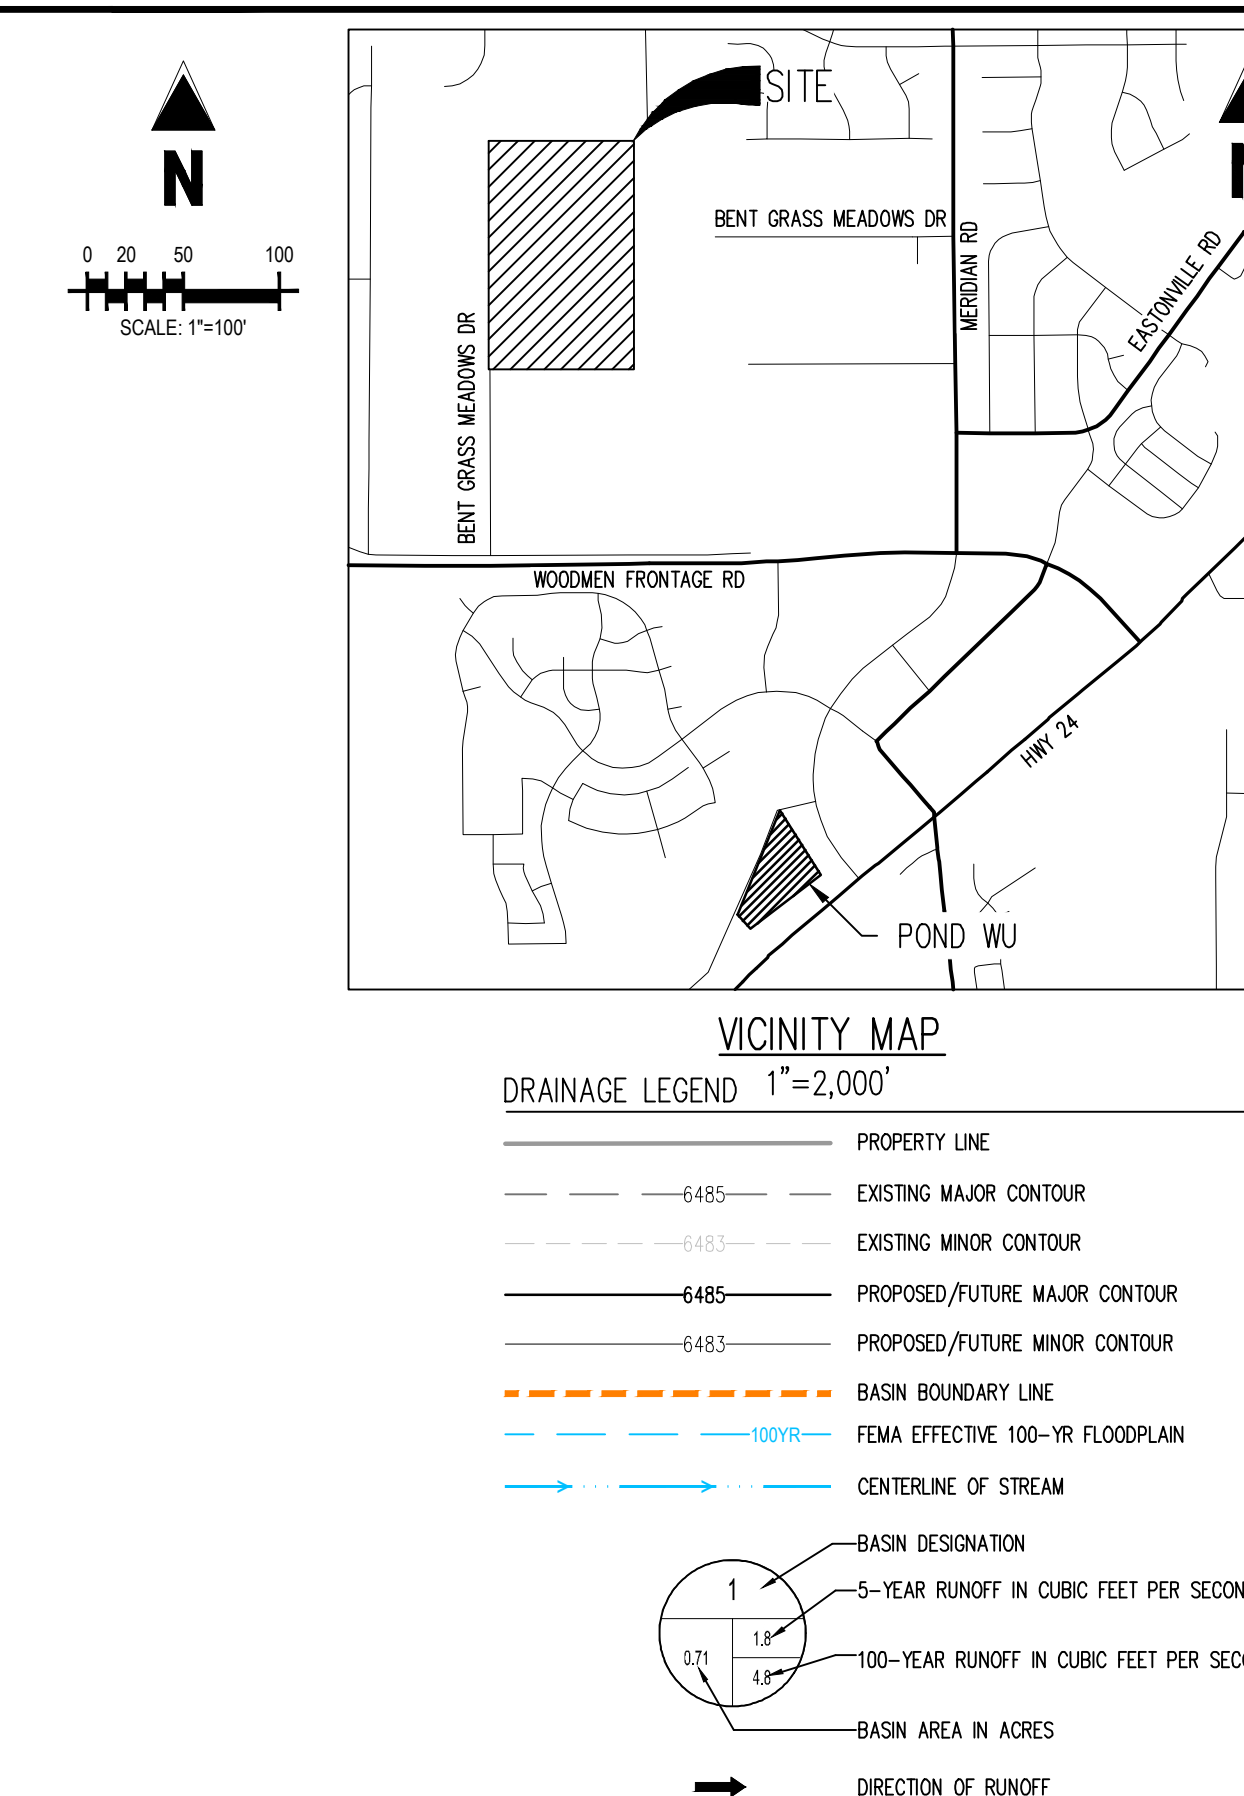 N
0 20 50 100
SCALE: 1"=100'
SITE
BENT GRASS MEADOWS DR
MERIDIAN RD
EASTONVILLE RD
BENT GRASS MEADOWS DR
WOODMEN FRONTAGE RD
HWY 24
POND WU
VICINITY MAP
1"=2,000'
DRAINAGE LEGEND
PROPERTY LINE
6485 EXISTING MAJOR CONTOUR
6483 EXISTING MINOR CONTOUR
6485 PROPOSED/FUTURE MAJOR CONTOUR
6483 PROPOSED/FUTURE MINOR CONTOUR
BASIN BOUNDARY LINE
100YR FEMA EFFECTIVE 100-YR FLOODPLAIN
CENTERLINE OF STREAM
BASIN DESIGNATION
1
5-YEAR RUNOFF IN CUBIC FEET PER SECON
1.8
0.71
100-YEAR RUNOFF IN CUBIC FEET PER SECO
4.8
BASIN AREA IN ACRES
DIRECTION OF RUNOFF